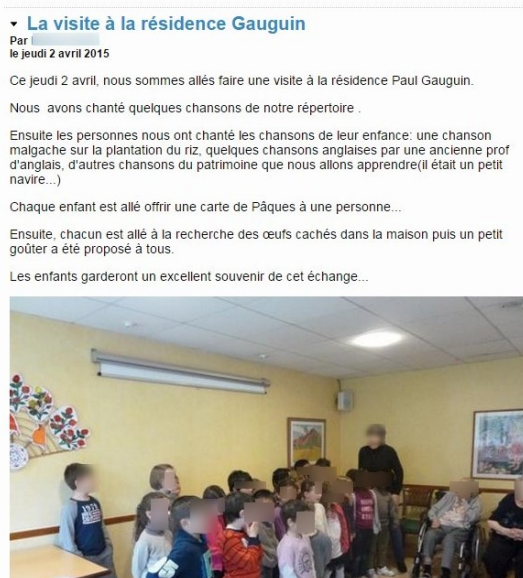 La visite à la résidence Gauguin
Par
le jeudi 2 avril 2015
Ce jeudi 2 avril, nous sommes allés faire une visite à la résidence Paul Gauguin.
Nous avons chanté quelques chansons de notre répertoire .
Ensuite les personnes nous ont chanté les chansons de leur enfance: une chanson
malgache sur la plantation du riz, quelques chansons anglaises par une ancienne prof
d'anglais, d'autres chansons du patrimoine que nous allons apprendre(il était un petit
navire...)
Chaque enfant est allé offrir une carte de Pâques à une personne...
Ensuite, chacun est allé à la recherche des œufs cachés dans la maison puis un petit
goûter a été proposé à tous.
Les enfants garderont un excellent souvenir de cet échange...